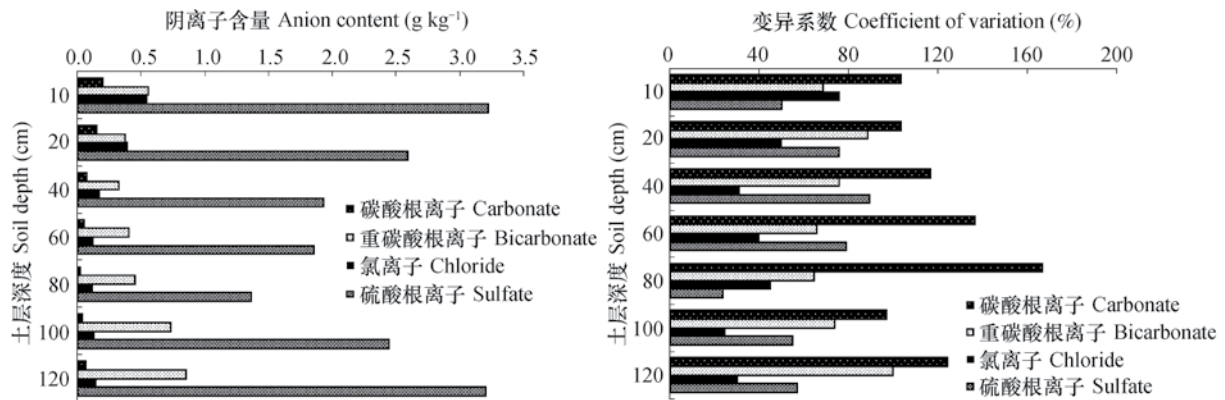 阴离子含量 Anion content (g kg⁻¹)
0.0 0.5 1.0 1.5 2.0 2.5 3.0 3.5
土层深度 Soil depth (cm)
10
20
40
60
80
100
120
碳酸根离子 Carbonate
重碳酸根离子 Bicarbonate
氯离子 Chloride
硫酸根离子 Sulfate
变异系数 Coefficient of variation (%)
0 40 80 120 160 200
土层深度 Soil depth (cm)
10
20
40
60
80
100
120
碳酸根离子 Carbonate
重碳酸根离子 Bicarbonate
氯离子 Chloride
硫酸根离子 Sulfate